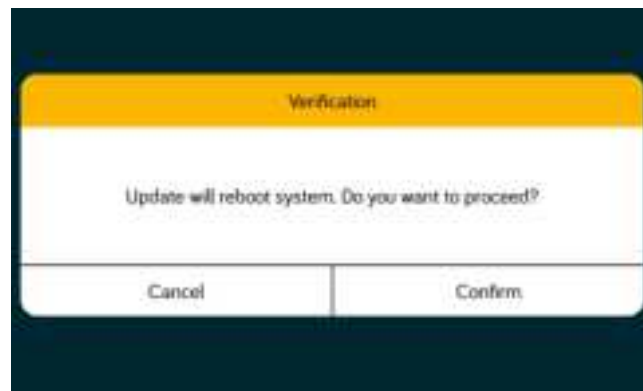 Verification
Update will reboot system. Do you want to proceed?
Cancel
Confirm